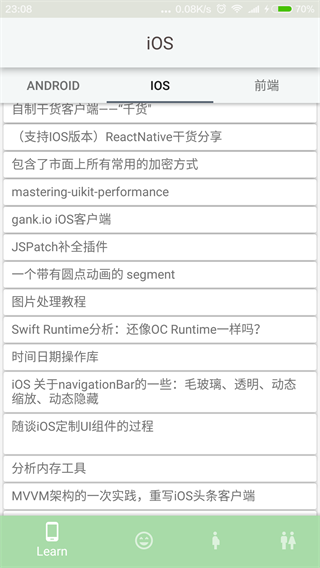 23:08
... 0.08K/s
70%
iOS
ANDROID
IOS
前端
自制干货客户端——“千货"
（支持IOS版本）ReactNative干货分享
包含了市面上所有常用的加密方式
mastering-uikit-performance
gank.io iOS客户端
JSPatch补全插件
一个带有圆点动画的 segment
图片处理教程
Swift Runtime分析：还像OC Runtime一样吗?
时间日期操作库
iOS 关于navigationBar的一些：毛玻璃、透明、动态
缩放、动态隐藏
随谈iOS定制UI组件的过程
分析内存工具
MVVM架构的一次实践，重写iOS头条客户端
Learn